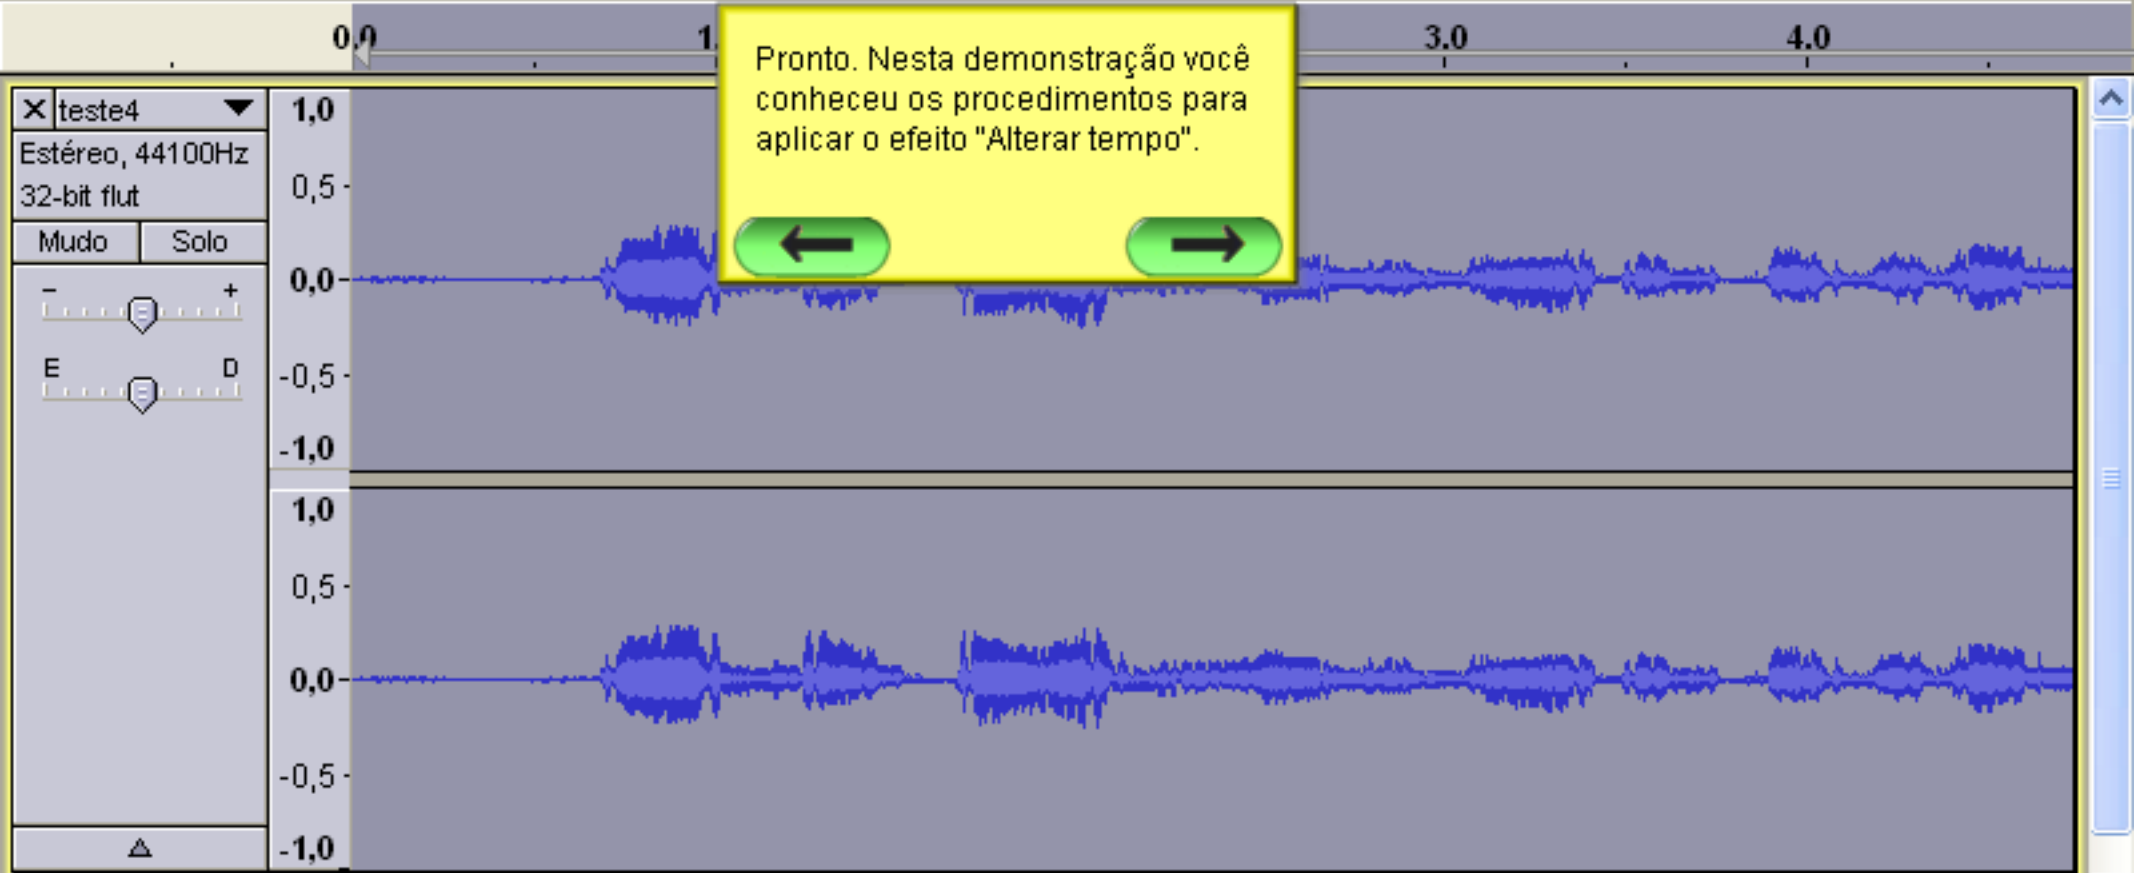 0.0
1.
3.0
4.0
Pronto. Nesta demonstração você
conheceu os procedimentos para
aplicar o efeito "Alterar tempo".
X teste4
Estéreo, 44100Hz
32-bit flut
Mudo Solo
- +
E D
1,0
0,5
0,0
-0,5
-1,0
1,0
0,5
0,0
-0,5
-1,0